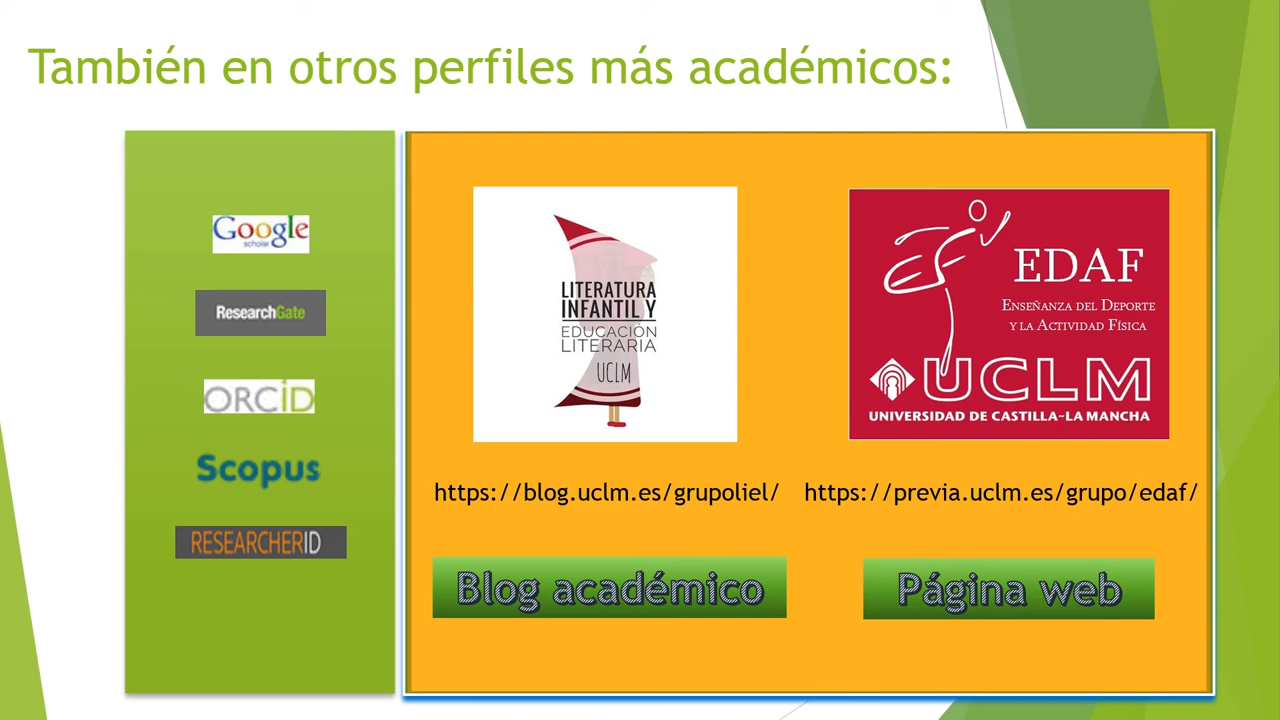 También en otros perfiles más académicos:
Google
scholar
ResearchGate
ORCiD
Scopus
RESEARCHERID
LITERATURA
INFANTIL Y
EDUCACIÓN
LITERARIA
UCLM
https://blog.uclm.es/grupoliel/
Blog académico
EDAF
ENSEÑANZA DEL DEPORTE
Y LA ACTIVIDAD FÍSICA
UCLM
UNIVERSIDAD DE CASTILLA~LA MANCHA
https://previa.uclm.es/grupo/edaf/
Página web